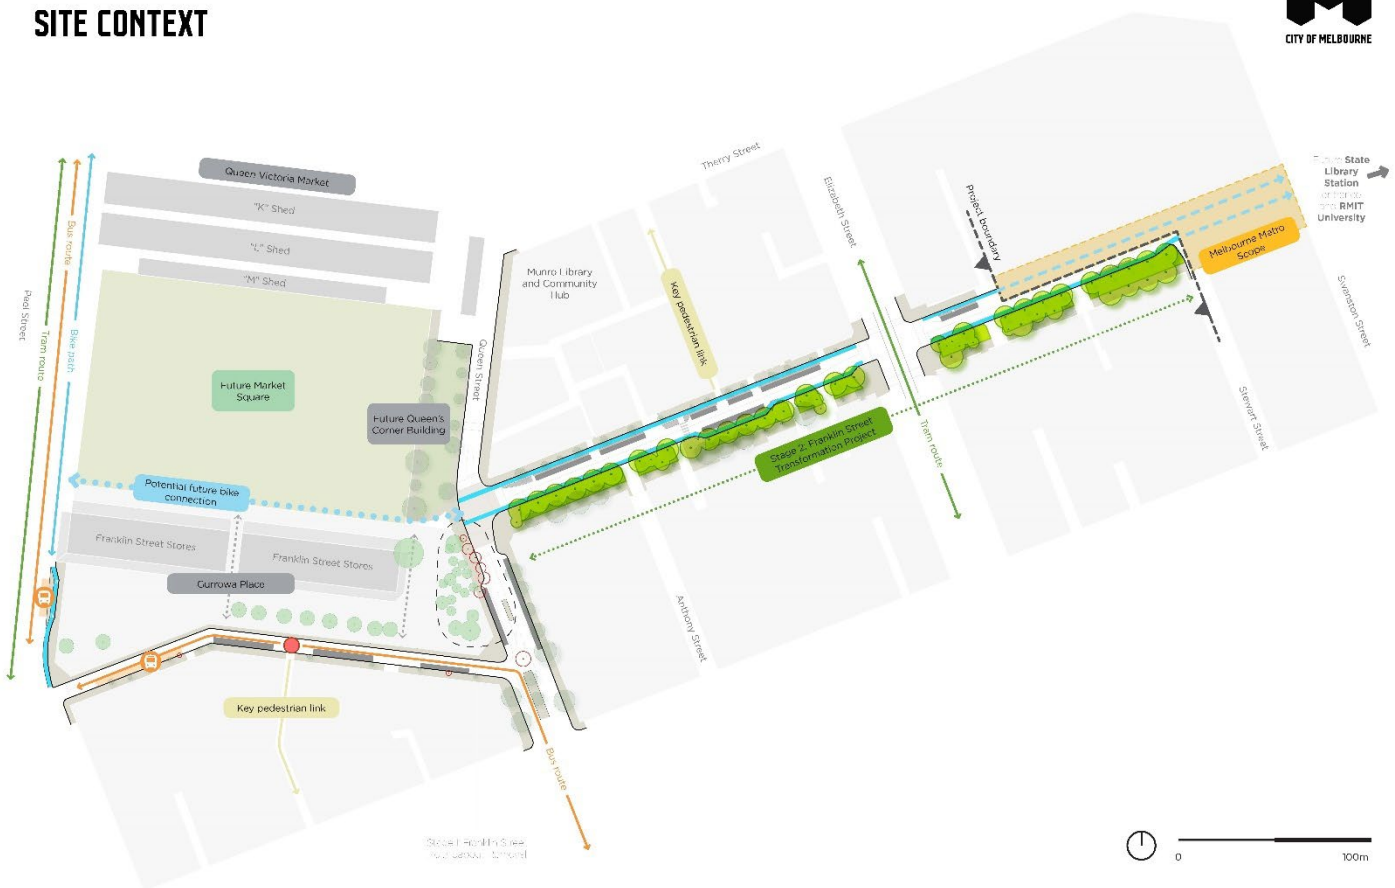 SITE CONTEXT
CITY OF MELBOURNE
Therry Street
Queen Victoria Market
"K" Shed
"L" Shed
"M" Shed
Elizabeth Street
Project boundary
State
Library
Station
RMIT
University
Melbourne Metro
Scope
Swanston Street
Bus route
Peel Street
Tram route
Bike path
Munro Library
and Community
Hub
Key pedestrian link
Queen Street
Future Market
Square
Future Queen's
Corner Building
Stage 2: Franklin Street
Transformation Project
Tram route
Stewart Street
Potential future bike
connection
Franklin Street Stores
Franklin Street Stores
Gurrowa Place
Anthony Street
Key pedestrian link
Bus route
Stage 1 Franklin Street
0
100m